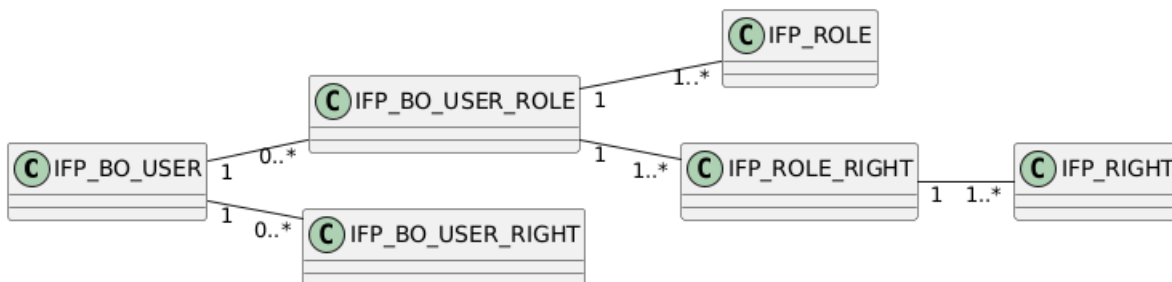 C IFP_ROLE
1..*
C IFP_BO_USER_ROLE
1
C IFP_BO_USER
0..*
1
1
1..*
C IFP_ROLE_RIGHT
1
1..*
C IFP_RIGHT
1
0..*
C IFP_BO_USER_RIGHT